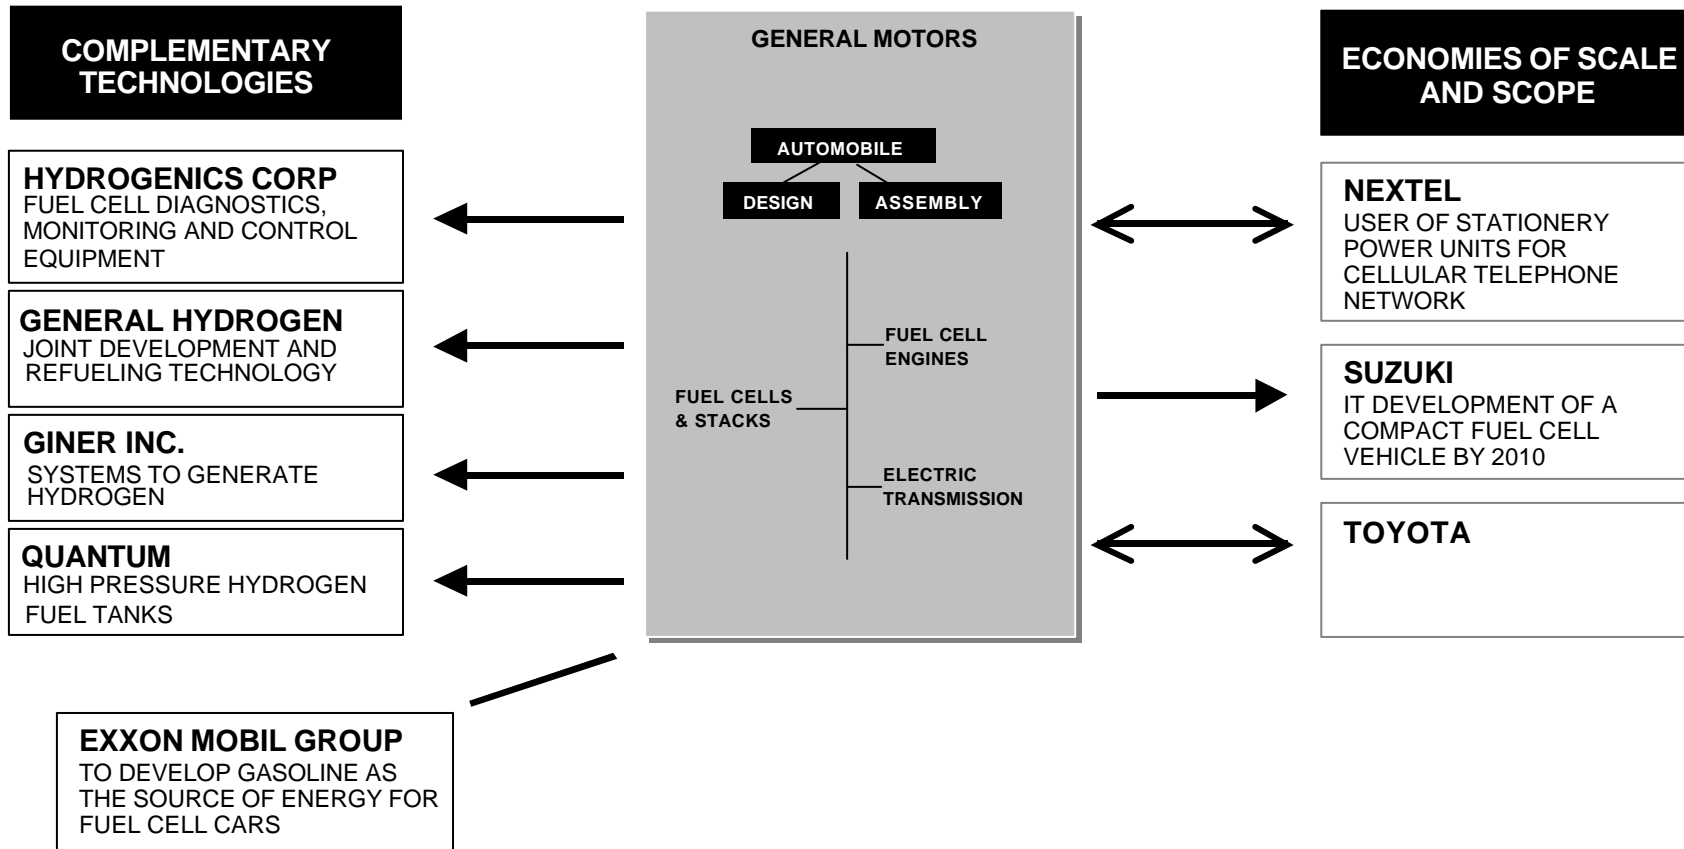 COMPLEMENTARY
TECHNOLOGIES
HYDROGENICS CORP
FUEL CELL DIAGNOSTICS,
MONITORING AND CONTROL
EQUIPMENT
GENERAL HYDROGEN
JOINT DEVELOPMENT AND
REFUELING TECHNOLOGY
GINER INC.
SYSTEMS TO GENERATE
HYDROGEN
QUANTUM
HIGH PRESSURE HYDROGEN
FUEL TANKS
EXXON MOBIL GROUP
TO DEVELOP GASOLINE AS
THE SOURCE OF ENERGY FOR
FUEL CELL CARS
GENERAL MOTORS
AUTOMOBILE
DESIGN
ASSEMBLY
FUEL CELL
ENGINES
FUEL CELLS
& STACKS
ELECTRIC
TRANSMISSION
ECONOMIES OF SCALE
AND SCOPE
NEXTEL
USER OF STATIONERY
POWER UNITS FOR
CELLULAR TELEPHONE
NETWORK
SUZUKI
IT DEVELOPMENT OF A
COMPACT FUEL CELL
VEHICLE BY 2010
TOYOTA